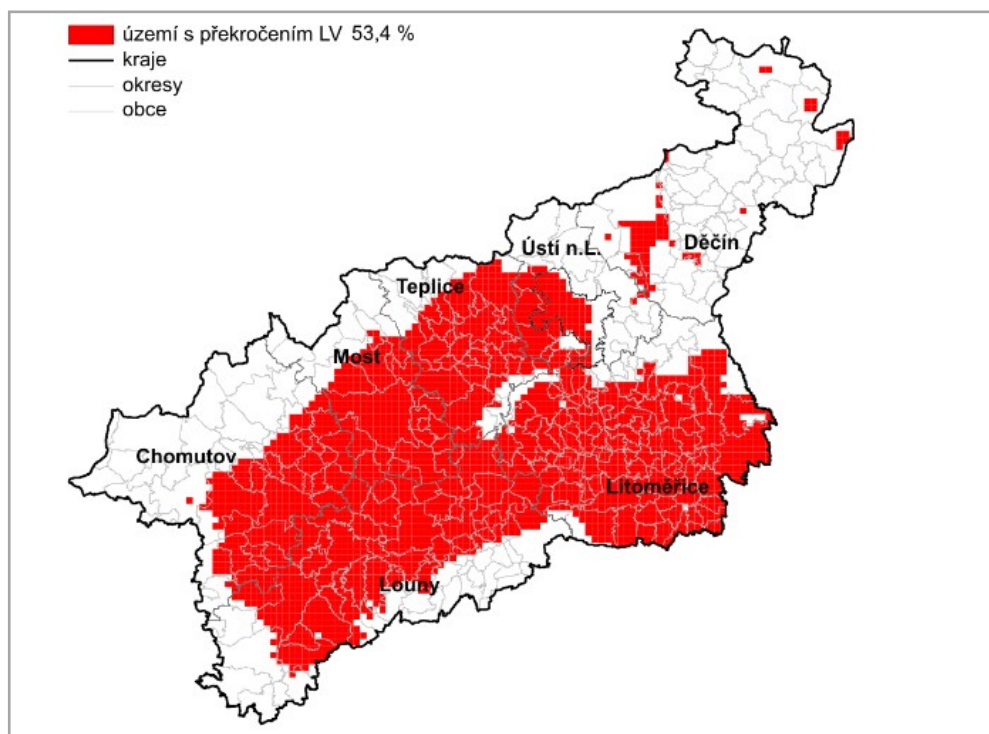 území s překročením LV 53,4 %
kraje
okresy
obce
Ústí n.L.
Děčín
Teplice
Most
Chomutov
Litoměřice
Louny